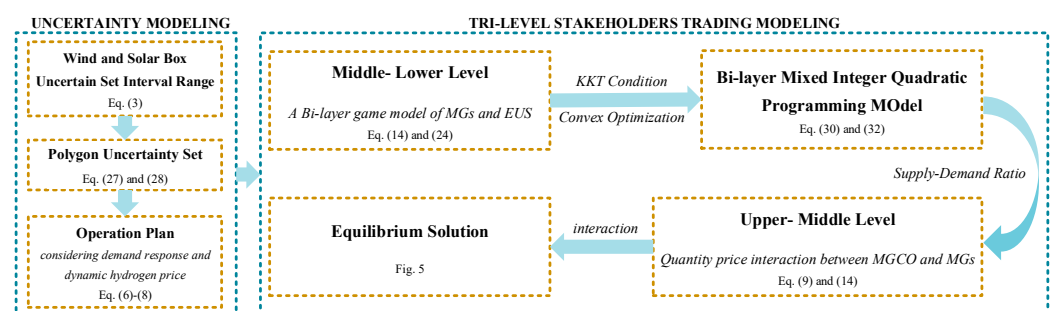 UNCERTAINTY MODELING
Wind and Solar Box
Uncertain Set Interval Range
Eq. (3)
Polygon Uncertainty Set
Eq. (27) and (28)
Operation Plan
considering demand response and
dynamic hydrogen price
Eq. (6)-(8)
TRI-LEVEL STAKEHOLDERS TRADING MODELING
Middle- Lower Level
A Bi-layer game model of MGs and EUS
Eq. (14) and (24)
KKT Condition
Convex Optimization
Bi-layer Mixed Integer Quadratic
Programming MOdel
Eq. (30) and (32)
Supply-Demand Ratio
Upper- Middle Level
Quantity price interaction between MGCO and MGs
Eq. (9) and (14)
interaction
Equilibrium Solution
Fig. 5